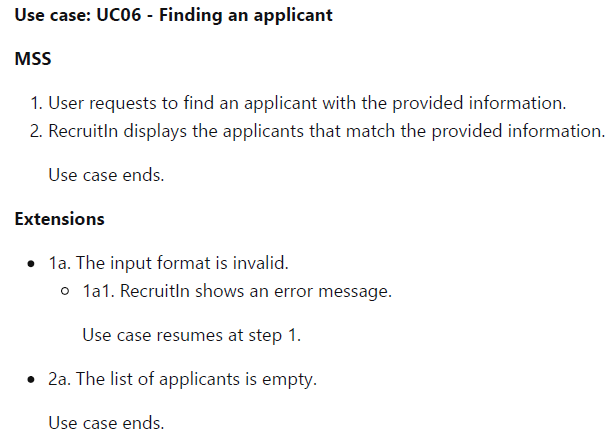 Use case: UC06 - Finding an applicant
MSS
1. User requests to find an applicant with the provided information.
2. RecruitIn displays the applicants that match the provided information.
Use case ends.
Extensions
• 1a. The input format is invalid.
○ 1a1. RecruitIn shows an error message.
Use case resumes at step 1.
• 2a. The list of applicants is empty.
Use case ends.